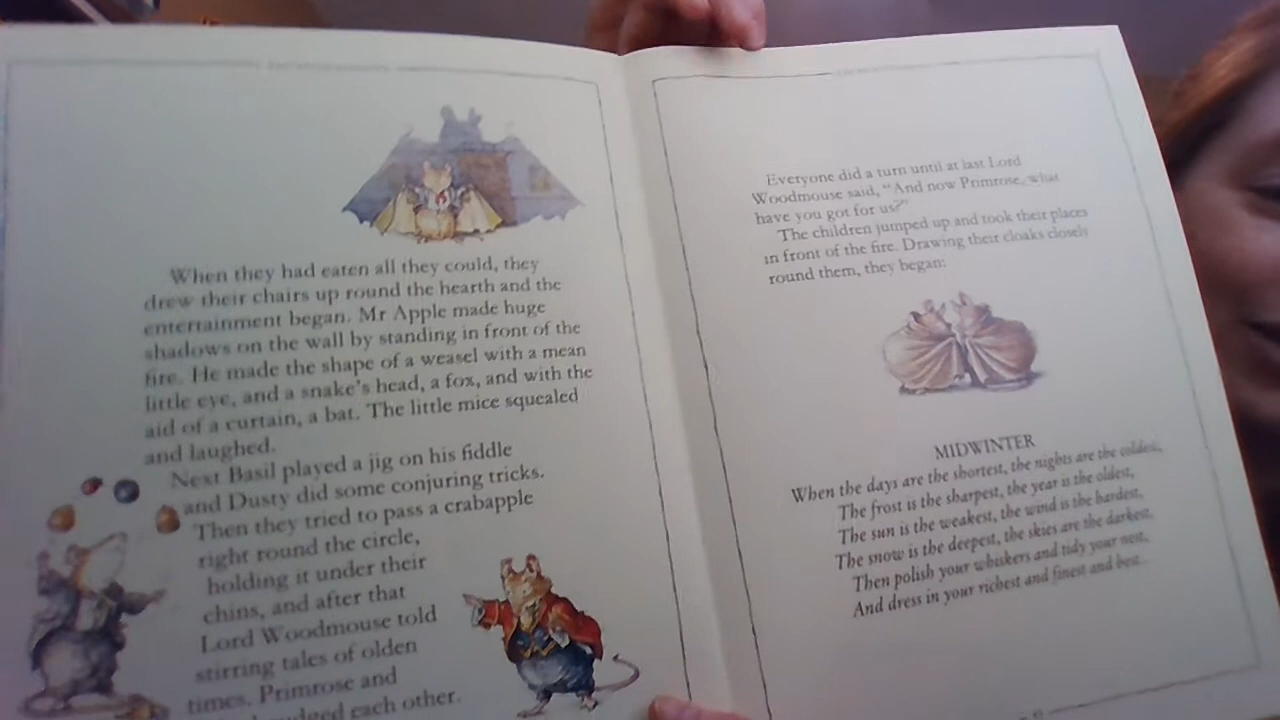 When they had eaten all they could, they
drew their chairs up round the hearth and the
entertainment began. Mr Apple made huge
shadows on the wall by standing in front of the
fire. He made the shape of a weasel with a mean
little eye, and a snake's head, a fox, and with the
aid of a curtain, a bat. The little mice squealed
and laughed.
Next Basil played a jig on his fiddle
and Dusty did some conjuring tricks.
Then they tried to pass a crabapple
right round the circle,
holding it under their
chins, and after that
Lord Woodmouse told
stirring tales of olden
times. Primrose and
each other.
Everyone did a turn until at last Lord
Woodmouse said, "And now Primrose, what
have you got for us?"
The children jumped up and took their places
in front of the fire. Drawing their cloaks closely
round them, they began:
MIDWINTER
When the days are the shortest, the nights are the coldest,
The frost is the sharpest, the year is the oldest,
The sun is the weakest, the wind is the hardest,
The snow is the deepest, the skies are the darkest,
Then polish your whiskers and tidy your nest,
And dress in your richest and finest and best.